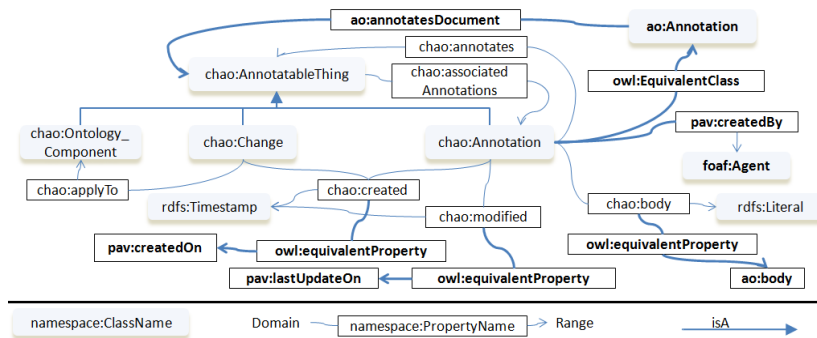 ao:annotatesDocument
ao:Annotation
chao:annotates
chao:AnnotatableThing
chao:associated
Annotations
owl:EquivalentClass
pav:createdBy
chao:Ontology_
Component
chao:Change
chao:Annotation
foaf:Agent
chao:applyTo
chao:created
rdfs:Timestamp
chao:modified
chao:body
rdfs:Literal
pav:createdOn
owl:equivalentProperty
owl:equivalentProperty
pav:lastUpdateOn
owl:equivalentProperty
ao:body
namespace:ClassName
Domain
namespace:PropertyName
Range
isA